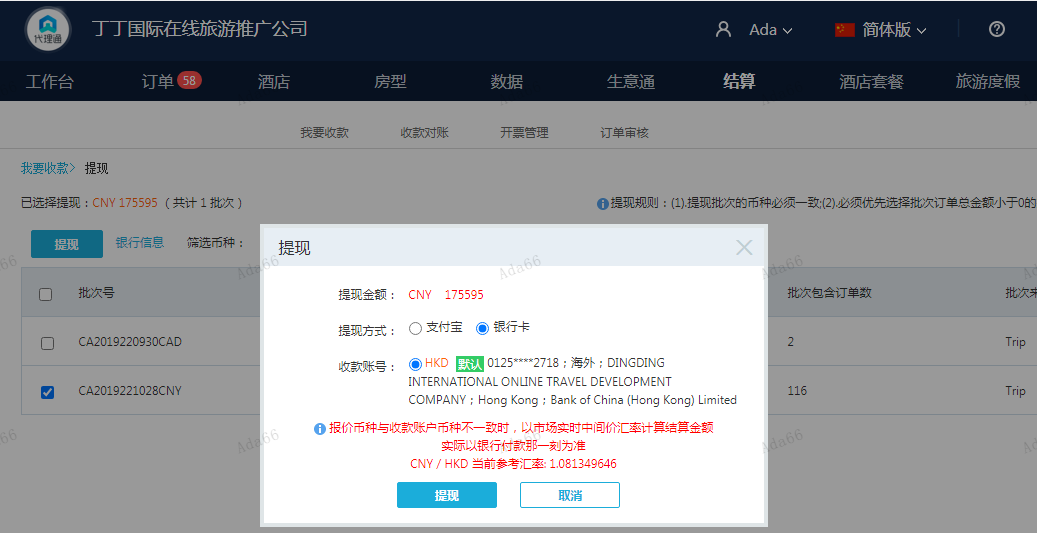 代理通
丁丁国际在线旅游推广公司
Ada
简体版
工作台
订单 58
酒店
房型
数据
生意通
结算
酒店套餐
旅游度假
我要收款
收款对账
开票管理
订单审核
我要收款> 提现
已选择提现：CNY 175595（共计 1 批次）
提现规则：(1).提现批次的币种必须一致;(2).必须优先选择批次订单总金额小于0的
提现
银行信息
筛选币种：
批次号
批次包含订单数
批次来
CA2019220930CAD
2
Trip
CA2019221028CNY
116
Trip
提现
提现金额： CNY 175595
提现方式： 支付宝 银行卡
收款账号： HKD 默认 0125****2718；海外；DINGDING
INTERNATIONAL ONLINE TRAVEL DEVELOPMENT
COMPANY；Hong Kong；Bank of China (Hong Kong) Limited
报价币种与收款账户币种不一致时，以市场实时中间价汇率计算结算金额
实际以银行付款那一刻为准
CNY / HKD 当前参考汇率: 1.081349646
提现
取消
Ada66
Ada66
Ada66
Ada66
Ada66
Ada66